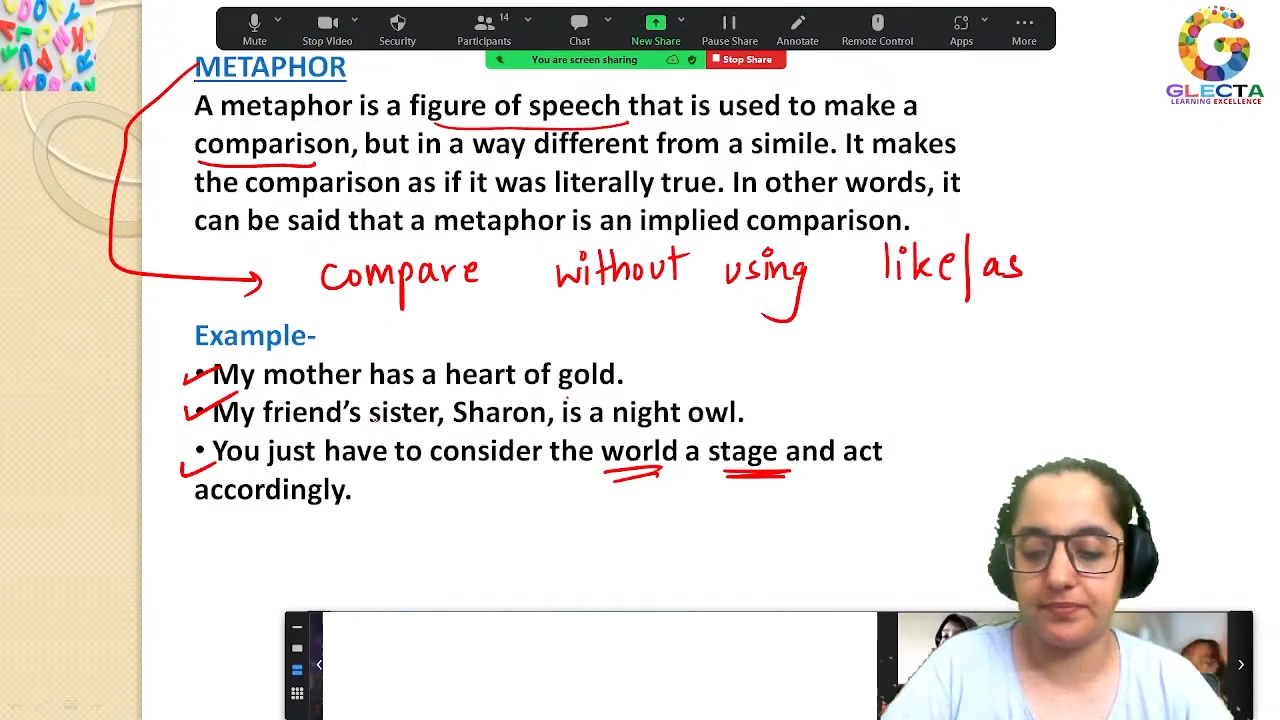 14
Mute Stop Video Security Participants Chat New Share Pause Share Annotate Remote Control Apps More
You are screen sharing Stop Share
GLECTA
LEARNING EXCELLENCE
METAPHOR
A metaphor is a figure of speech that is used to make a
comparison, but in a way different from a simile. It makes
the comparison as if it was literally true. In other words, it
can be said that a metaphor is an implied comparison.
compare without using like/as
Example-
• My mother has a heart of gold.
• My friend's sister, Sharon, is a night owl.
• You just have to consider the world a stage and act
accordingly.